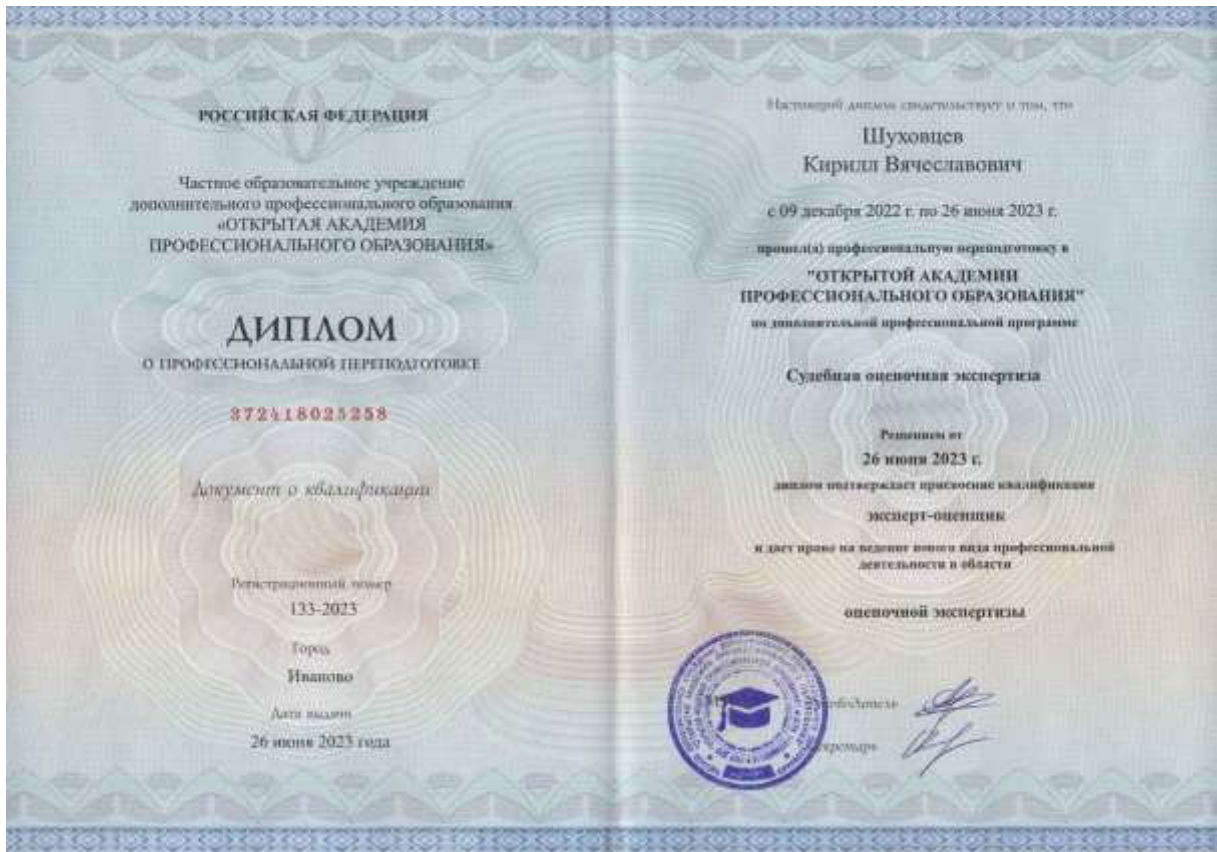 РОССИЙСКАЯ ФЕДЕРАЦИЯ
Частное образовательное учреждение
дополнительного профессионального образования
«ОТКРЫТАЯ АКАДЕМИЯ
ПРОФЕССИОНАЛЬНОГО ОБРАЗОВАНИЯ»
ДИПЛОМ
О ПРОФЕССИОНАЛЬНОЙ ПЕРЕПОДГОТОВКЕ
372418025258
Документ о квалификации
Регистрационный номер
133-2023
Город
Иваново
Дата выдачи
26 июня 2023 года
Настоящий диплом свидетельствует о том, что
Шуховцев
Кирилл Вячеславович
с 09 декабря 2022 г. по 26 июня 2023 г.
прошел(а) профессиональную переподготовку в
"ОТКРЫТОЙ АКАДЕМИИ
ПРОФЕССИОНАЛЬНОГО ОБРАЗОВАНИЯ"
по дополнительной профессиональной программе
Судебная оценочная экспертиза
Решением от
26 июня 2023 г.
диплом подтверждает присвоение квалификации
эксперт-оценщик
и дает право на ведение нового вида профессиональной
деятельности в области
оценочной экспертизы
Руководитель
Секретарь